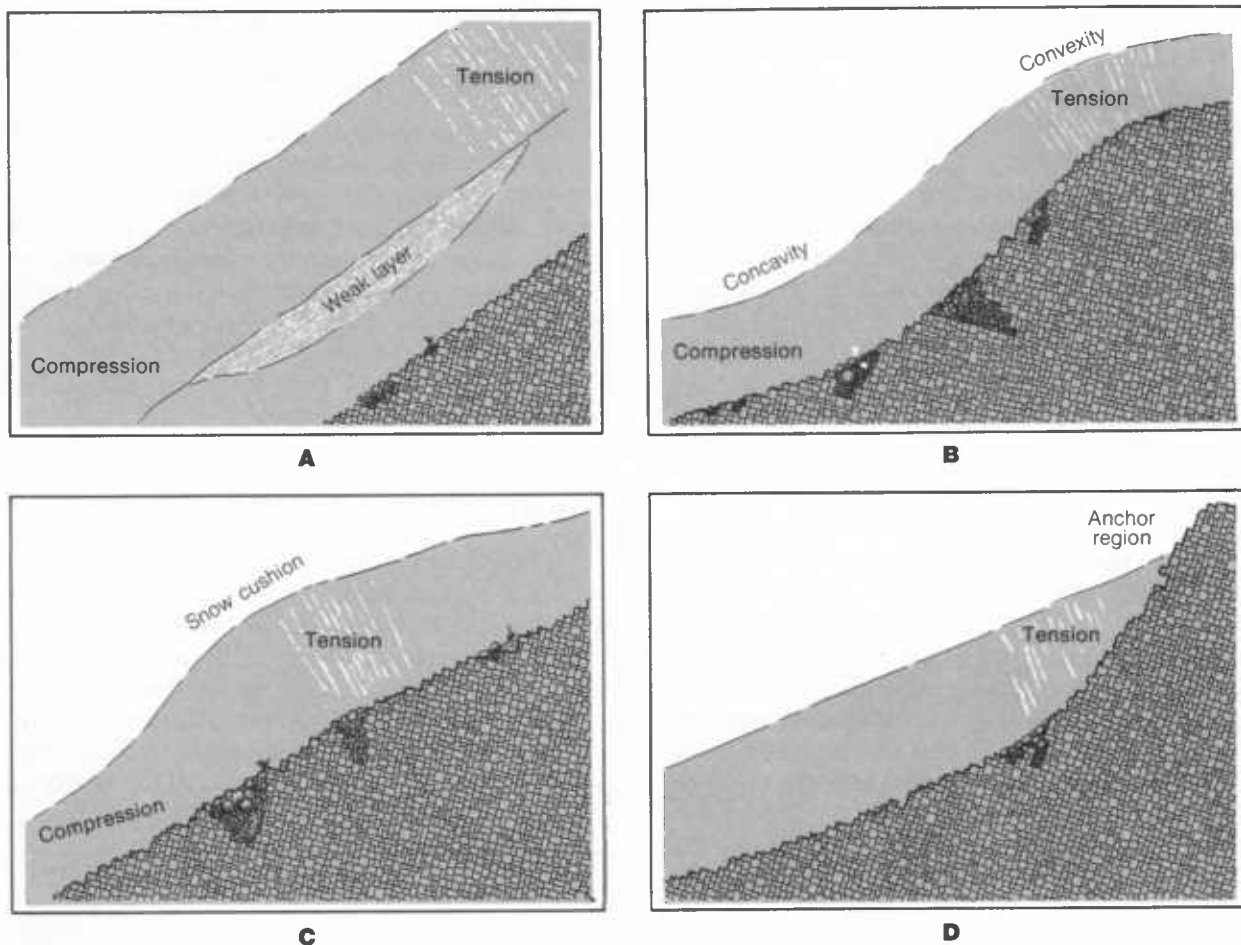 Tension
Weak layer
Compression
A
Convexity
Tension
Concavity
Compression
B
Snow cushion
Tension
Compression
C
Anchor
region
Tension
D